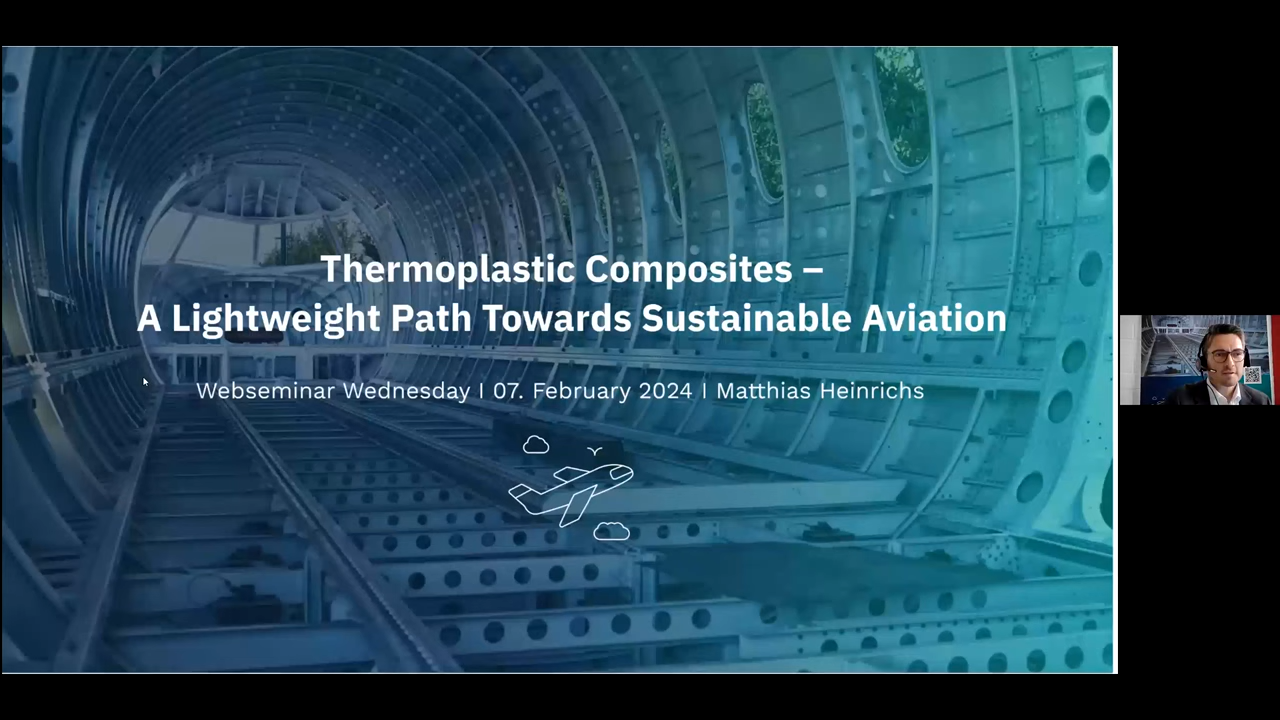 Thermoplastic Composites –
A Lightweight Path Towards Sustainable Aviation
Webseminar Wednesday I 07. February 2024 I Matthias Heinrichs